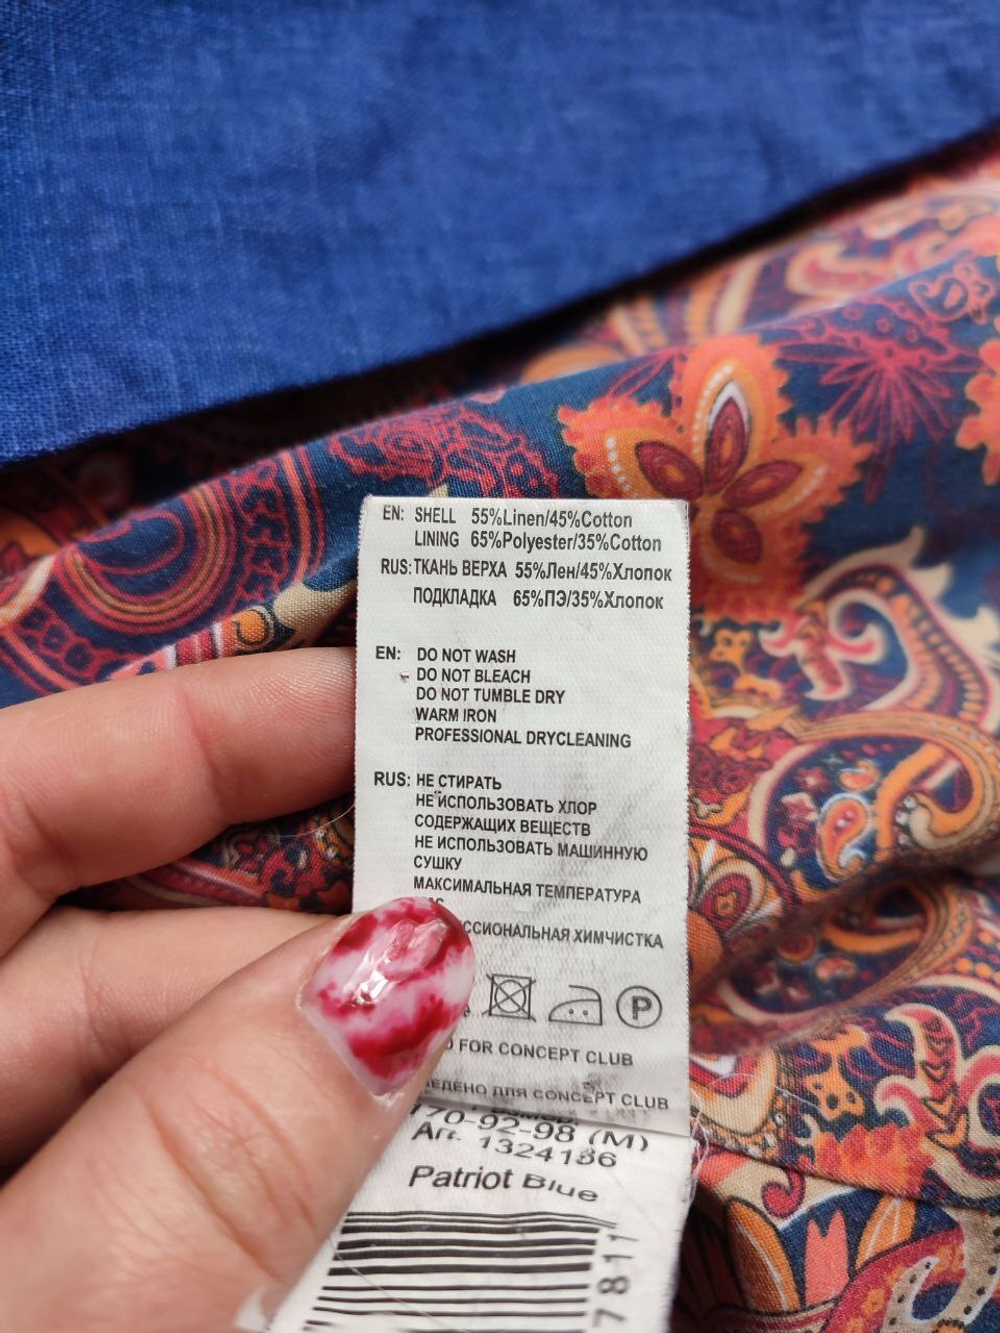 EN: SHELL 55%Linen/45%Cotton
LINING 65%Polyester/35%Cotton
RUS: ТКАНЬ ВЕРХА 55%Лен/45%Хлопок
ПОДКЛАДКА 65%ПЭ/35%Хлопок
EN: DO NOT WASH
DO NOT BLEACH
DO NOT TUMBLE DRY
WARM IRON
PROFESSIONAL DRYCLEANING
RUS: НЕ СТИРАТЬ
НЕ ИСПОЛЬЗОВАТЬ ХЛОР
СОДЕРЖАЩИХ ВЕЩЕСТВ
НЕ ИСПОЛЬЗОВАТЬ МАШИННУЮ
СУШКУ
МАКСИМАЛЬНАЯ ТЕМПЕРАТУРА
ХИМЧИСТКА
P
FOR CONCEPT CLUB
ДЛЯ CONCEPT CLUB
170-92-98 (M)
Ап. 1324186
Patriot Blue
7811